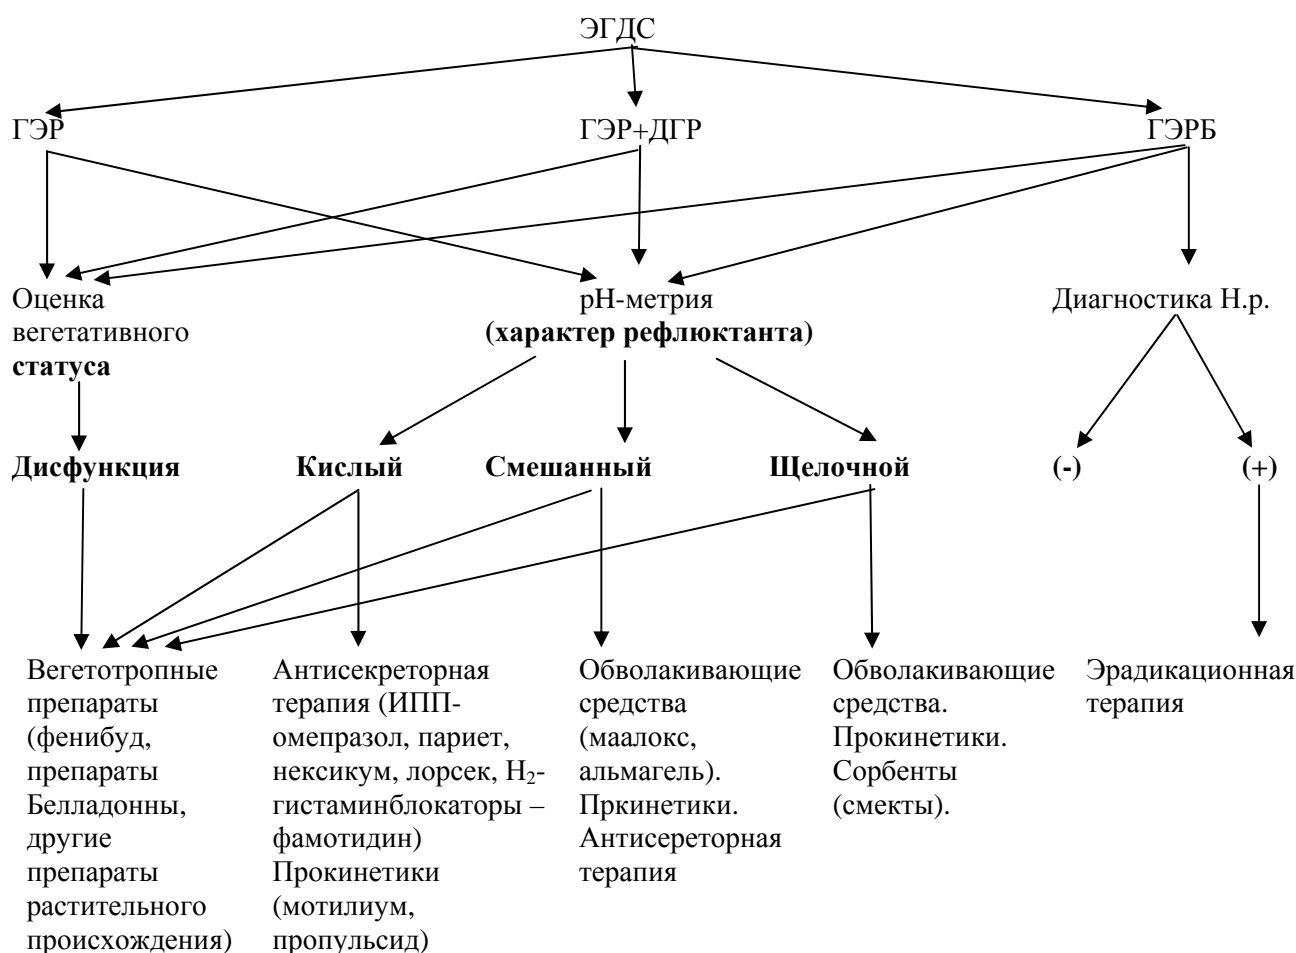 ЭГДС
ГЭР
ГЭР+ДГР
ГЭРБ
Оценка
вегетативного
статуса
рН-метрия
(характер рефлюктанта)
Диагностика Н.р.
Дисфункция
Кислый
Смешанный
Щелочной
(-)
(+)
Вегетотропные
препараты
(фенибуд,
препараты
Белладонны,
другие
препараты
растительного
происхождения)
Антисекреторная
терапия (ИПП-
омепразол, париет,
нексикум, лорсек, Н2-
гистаминблокаторы –
фамотидин)
Прокинетики
(мотилиум,
пропульсид)
Обволакивающие
средства
(маалокс,
альмагель).
Пркинетики.
Антисереторная
терапия
Обволакивающие
средства.
Прокинетики.
Сорбенты
(смекты).
Эрадикационная
терапия